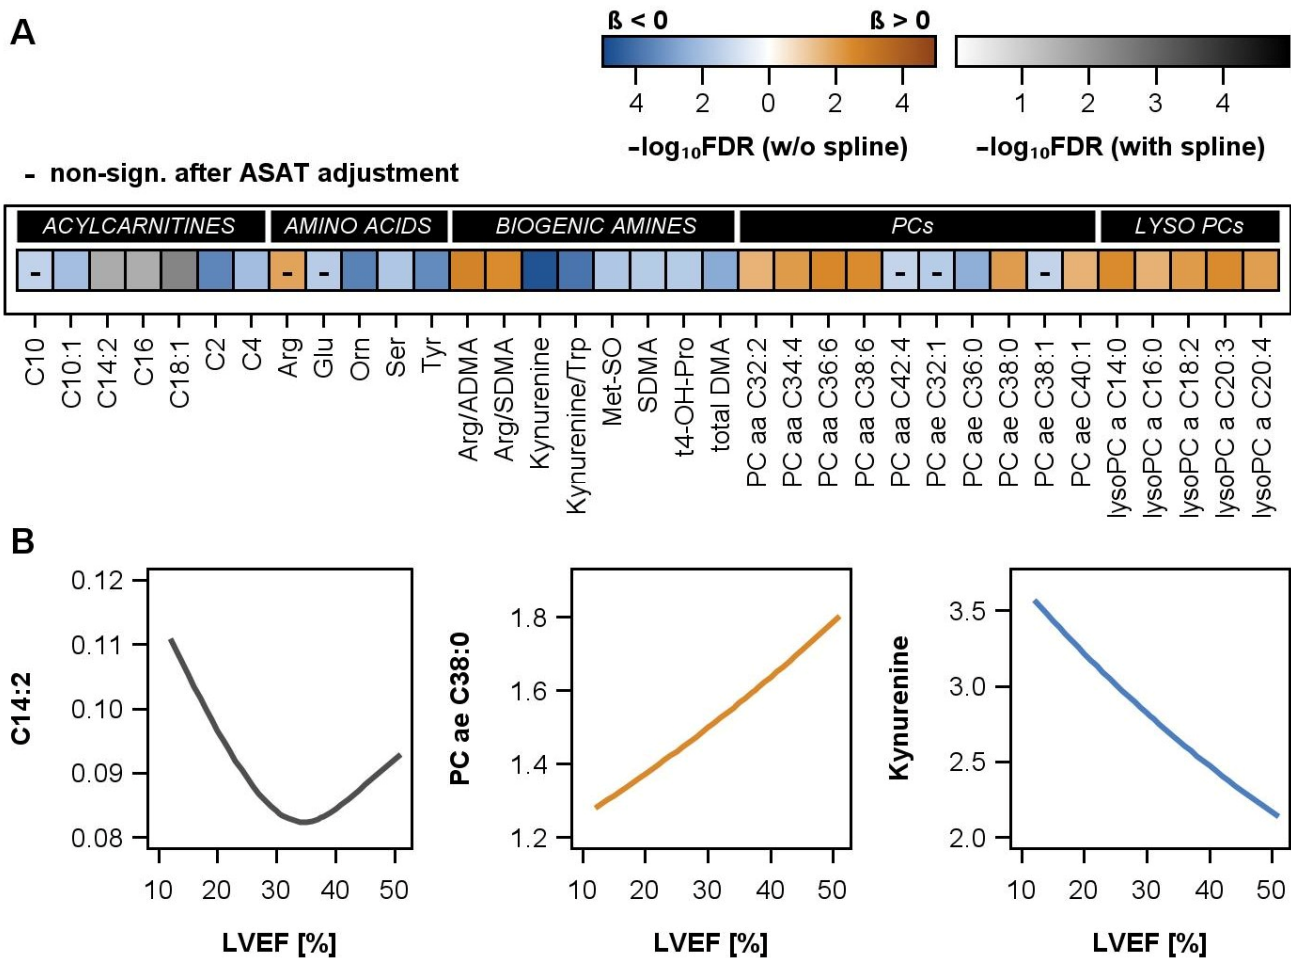 A
ß < 0 ß > 0
4 2 0 2 4
1 2 3 4
–log₁₀FDR (w/o spline)
–log₁₀FDR (with spline)
- non-sign. after ASAT adjustment
ACYLCARNITINES AMINO ACIDS BIOGENIC AMINES PCs LYSO PCs
- - - - - -
C10
C10:1
C14:2
C16
C18:1
C2
C4
Arg
Glu
Orn
Ser
Tyr
Arg/ADMA
Arg/SDMA
Kynurenine
Kynurenine/Trp
Met-SO
SDMA
t4-OH-Pro
total DMA
PC aa C32:2
PC aa C34:4
PC aa C36:6
PC aa C38:6
PC aa C42:4
PC ae C32:1
PC ae C36:0
PC ae C38:0
PC ae C38:1
PC ae C40:1
lysoPC a C14:0
lysoPC a C16:0
lysoPC a C18:2
lysoPC a C20:3
lysoPC a C20:4
B
C14:2
0.12
0.11
0.10
0.09
0.08
10 20 30 40 50
LVEF [%]
PC ae C38:0
1.8
1.6
1.4
1.2
10 20 30 40 50
LVEF [%]
Kynurenine
3.5
3.0
2.5
2.0
10 20 30 40 50
LVEF [%]